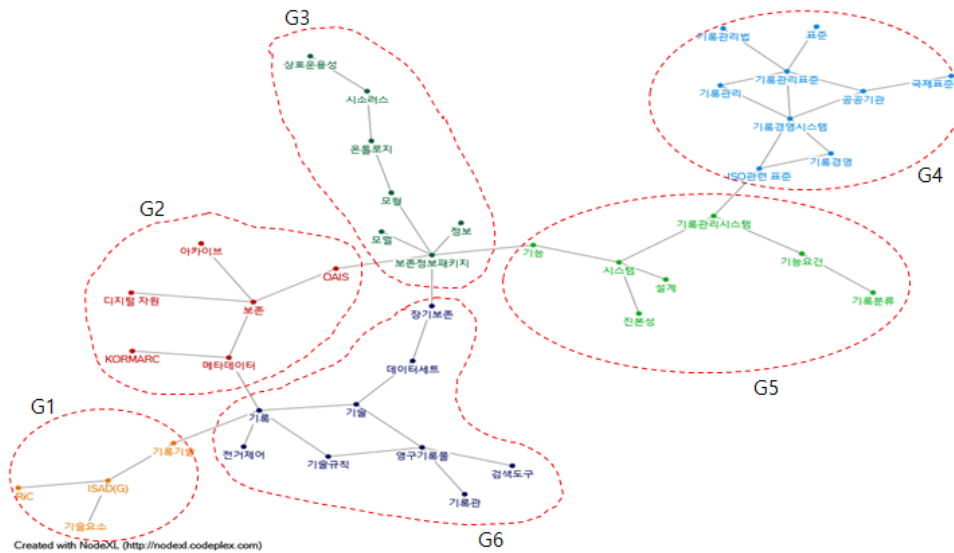 G3
상호운용성
시소러스
온톨로지
모형
모델
정보
보존정보패키지
기록관리법
표준
기록관리표준
기록관리
공공기관
국제표준
기록경영시스템
기록경영
ISO관련 표준
G4
G2
아카이브
OAIS
디지털 자원
보존
KORMARC
메타데이터
기록관리시스템
기능
시스템
설계
진본성
기능요건
기록분류
G5
장기보존
데이터세트
기록
기술
전거제어
기술규칙
영구기록물
검색도구
기록관
G6
G1
기록기술
RiC
ISAD(G)
기술요소
Created with NodeXL (http://nodexl.codeplex.com)